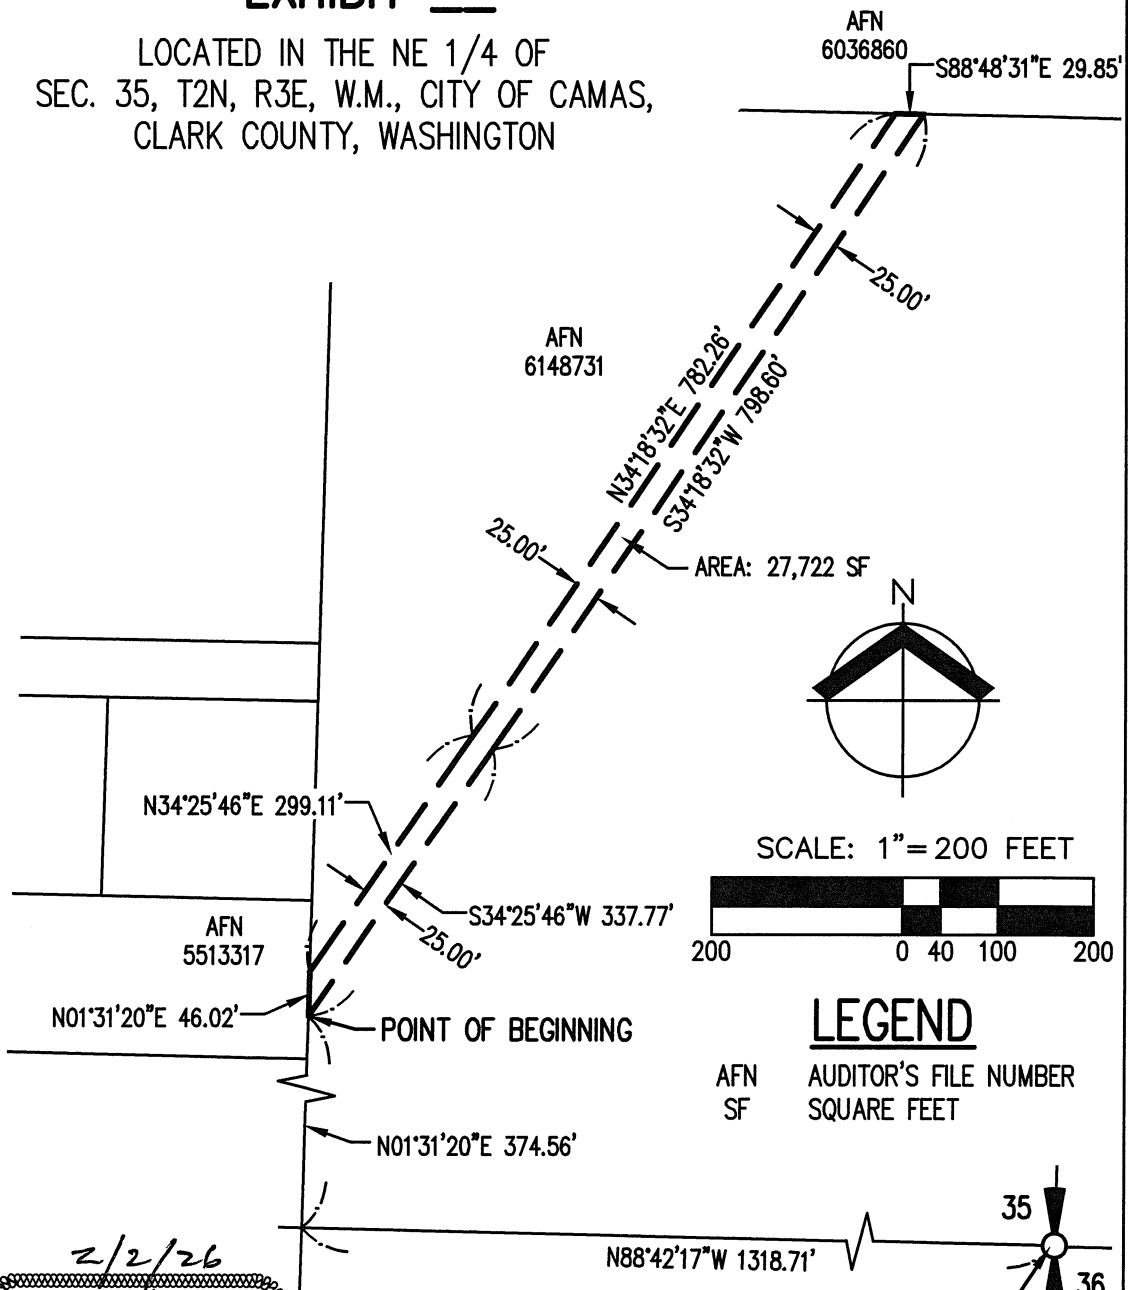 EXHIBIT __
LOCATED IN THE NE 1/4 OF
SEC. 35, T2N, R3E, W.M., CITY OF CAMAS,
CLARK COUNTY, WASHINGTON
AFN
6036860
S88°48'31"E 29.85'
25.00'
AFN
6148731
N34°18'32"E 782.26'
S34°18'32"W 798.60'
25.00'
AREA: 27,722 SF
N
N34°25'46"E 299.11'
SCALE: 1"= 200 FEET
200 0 40 100 200
S34°25'46"W 337.77'
25.00'
AFN
5513317
N01°31'20"E 46.02'
POINT OF BEGINNING
LEGEND
AFN AUDITOR'S FILE NUMBER
SF SQUARE FEET
N01°31'20"E 374.56'
35
N88°42'17"W 1318.71'
36
2/2/26